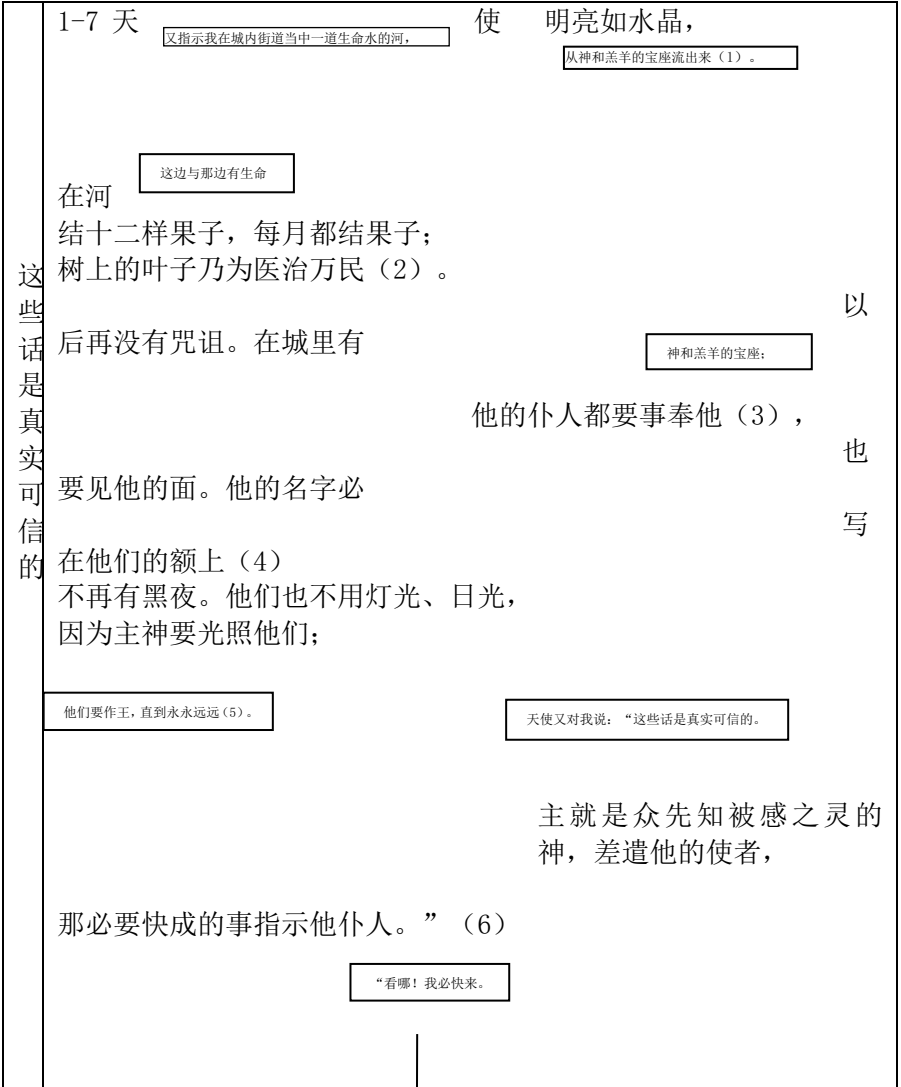 1-7 天 又指示我在城内街道当中一道生命水的河， 使 明亮如水晶，
从神和羔羊的宝座流出来（1）。
这边与那边有生命
在河
结十二样果子，每月都结果子；
树上的叶子乃为医治万民（2）。
以
后再没有咒诅。在城里有 神和羔羊的宝座；
他的仆人都要事奉他（3），
也
要见他的面。他的名字必
写
在他们的额上（4）
不再有黑夜。他们也不用灯光、日光，
因为主神要光照他们；
他们要作王，直到永永远远（5）。 天使又对我说：“这些话是真实可信的。
主就是众先知被感之灵的
神，差遣他的使者，
那必要快成的事指示他仆人。”（6）
“看哪！我必快来。
这些话是真实可信的